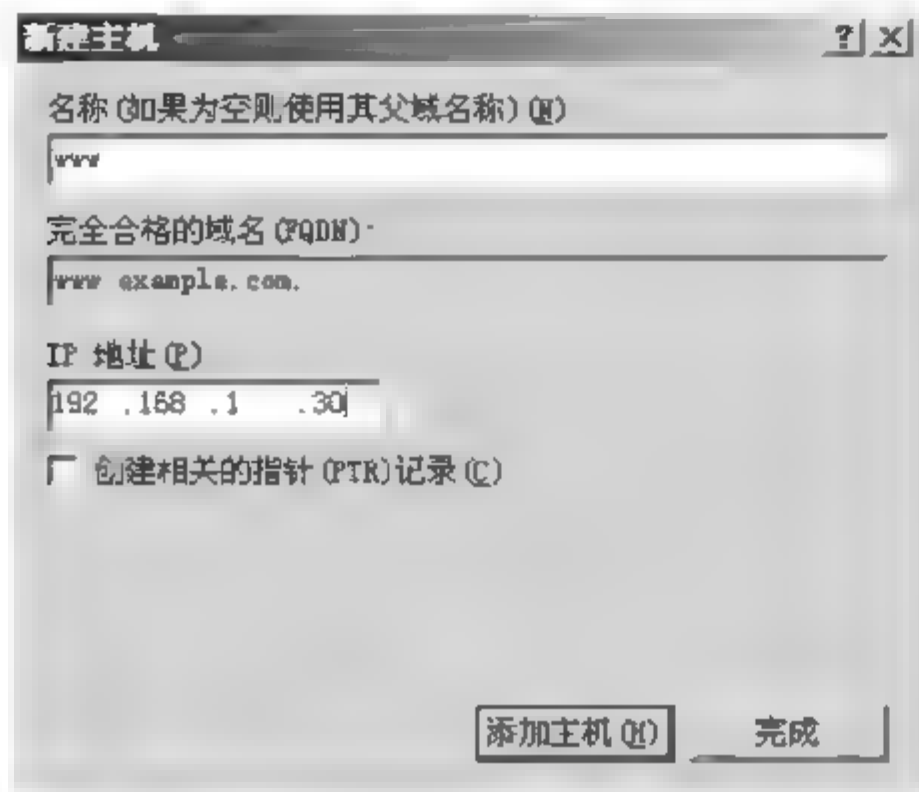 新建主机
名称(如果为空则使用其父域名称)(N)
www
完全合格的域名(FQDN):
www.example.com.
IP 地址(P)
192 .168 .1 .30
创建相关的指针(PTR)记录(C)
添加主机(H) 完成